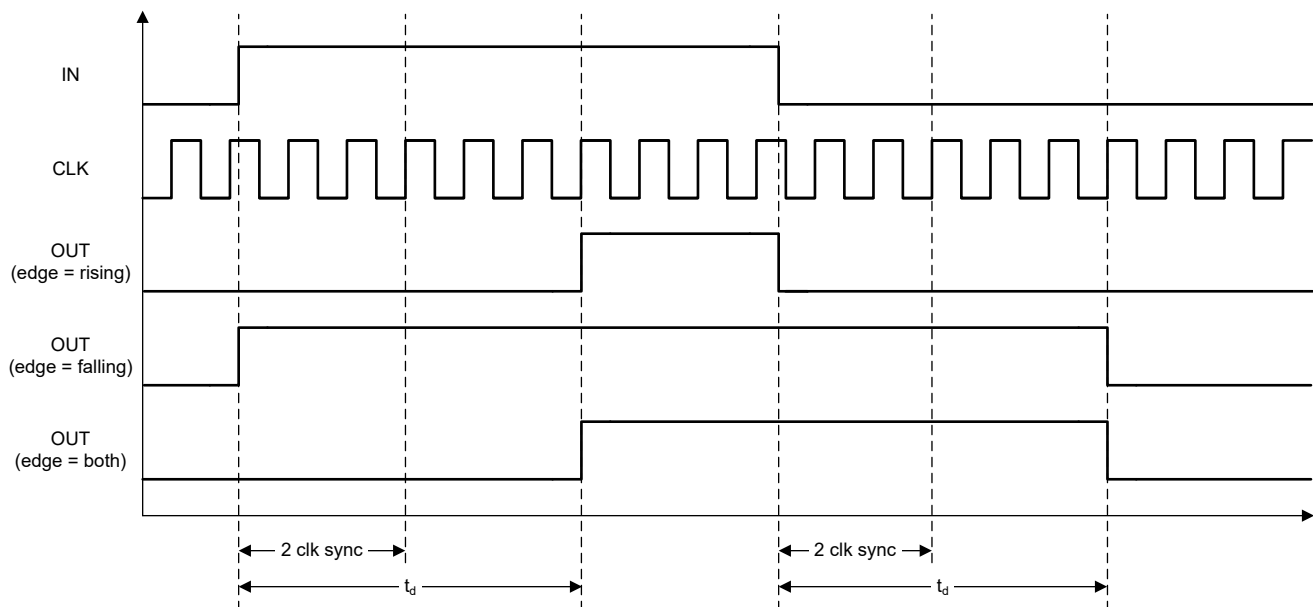 IN
CLK
OUT
(edge = rising)
OUT
(edge = falling)
OUT
(edge = both)
2 clk sync
2 clk sync
td
td